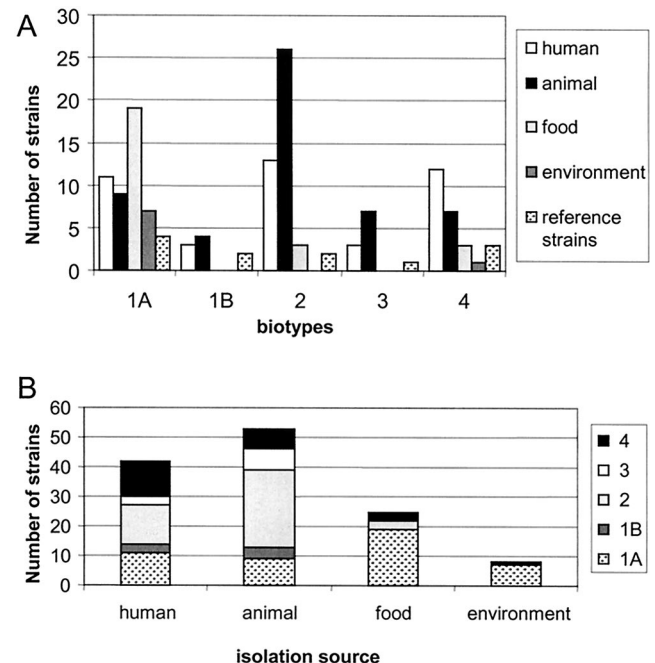 A
30
25
20
15
10
5
0
Number of strains
1A 1B 2 3 4
biotypes
human
animal
food
environment
reference
strains
B
60
50
40
30
20
10
0
Number of strains
human animal food environment
isolation source
4
3
2
1B
1A